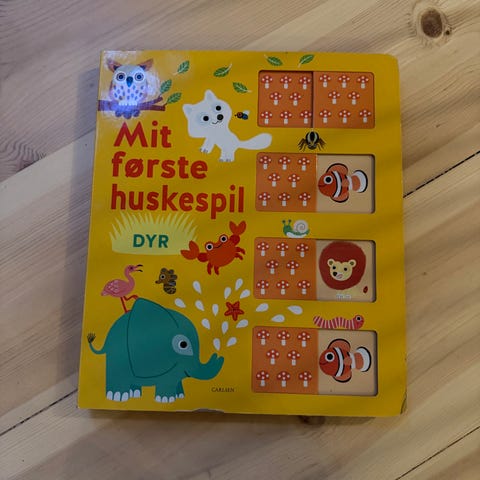 Mit
første
huskespil
DYR
CARLSEN